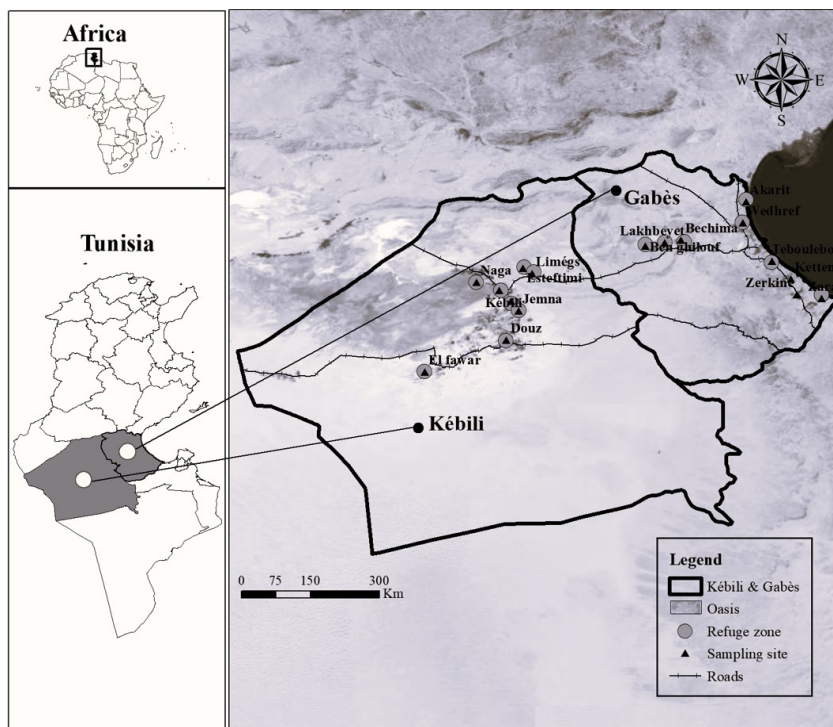 Africa
Tunisia
N
W E
S
Akarit
Gabès
Wedhref
Lakhbeyet Bechima
Ben ghilouf
Teboulebo
Limégs
Naga
Esteftimi
Zerkine
Kébili
Jemna
Douz
El fawar
Kébili
Legend
Kébili & Gabès
Oasis
Refuge zone
Sampling site
Roads
0 75 150 300
Km